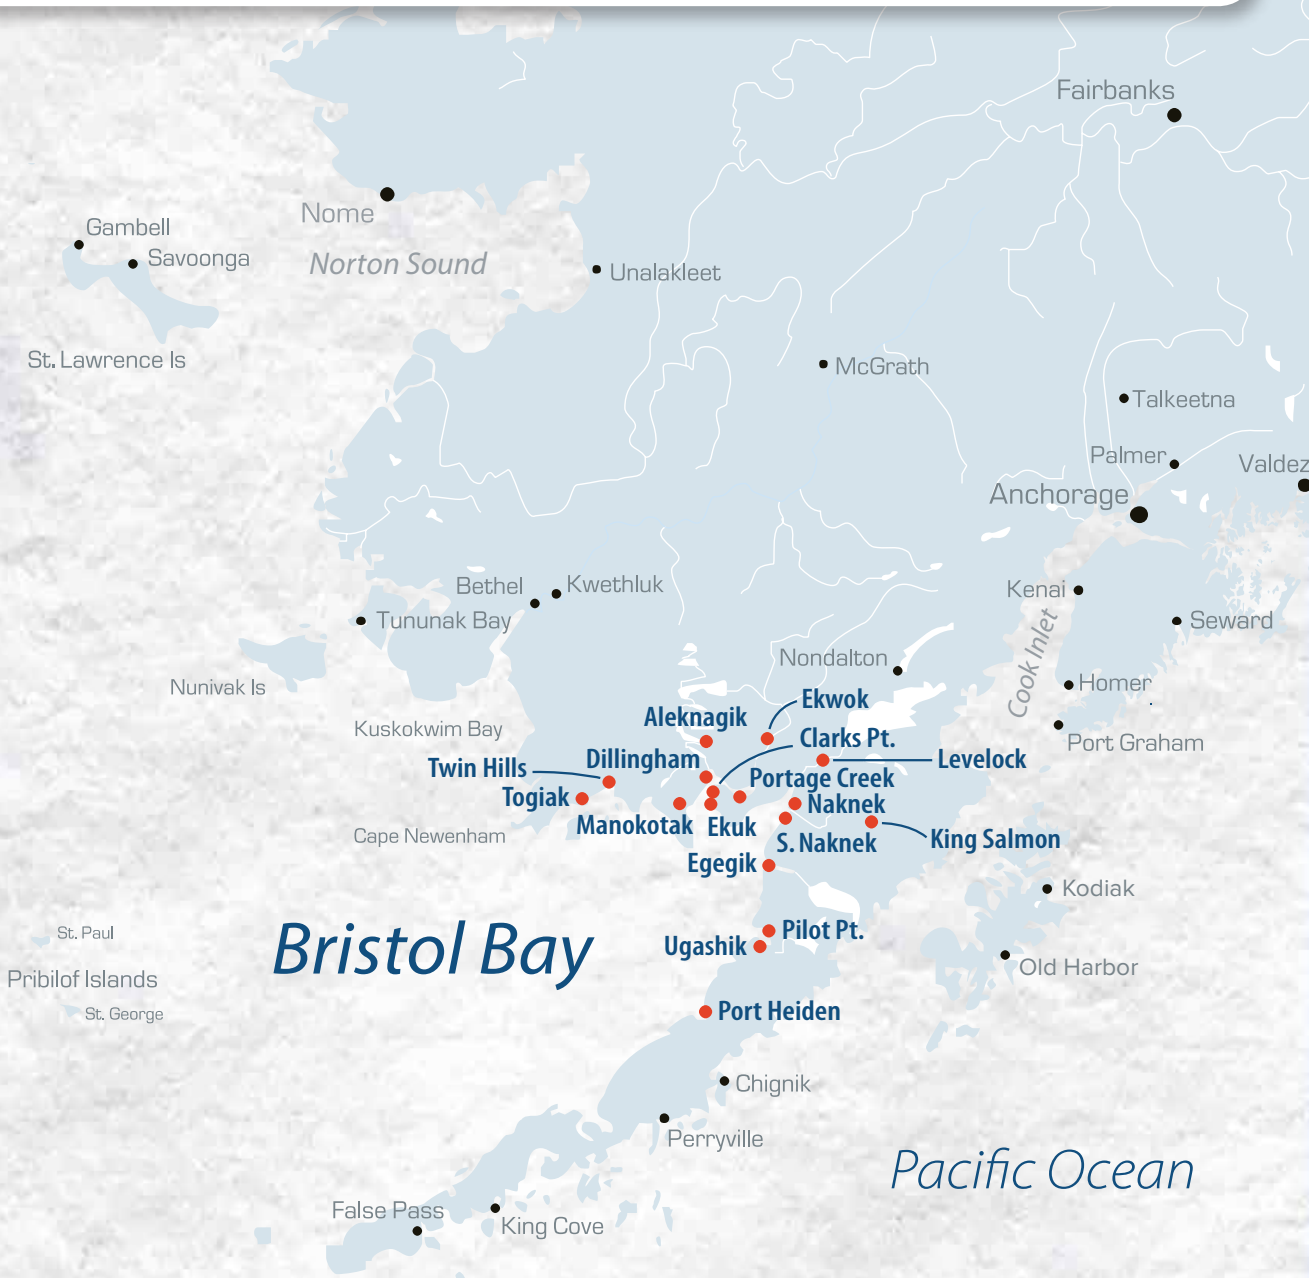 Fairbanks
Nome
Gambell
Savoonga
Norton Sound
Unalakleet
St. Lawrence Is
McGrath
Talkeetna
Palmer
Valdez
Anchorage
Bethel
Kwethluk
Kenai
Tununak Bay
Seward
Cook Inlet
Nondalton
Nunivak Is
Homer
Ekwok
Aleknagik
Kuskokwim Bay
Clarks Pt.
Port Graham
Dillingham
Levelock
Twin Hills
Portage Creek
Togiak
Naknek
Manokotak
Ekuk
Cape Newenham
S. Naknek
King Salmon
Egegik
Kodiak
St. Paul
Pilot Pt.
Ugashik
Bristol Bay
Old Harbor
Pribilof Islands
St. George
Port Heiden
Chignik
Perryville
Pacific Ocean
False Pass
King Cove